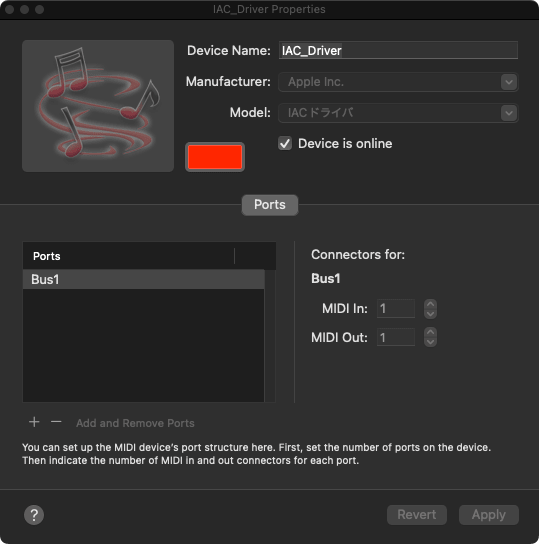 IAC_Driver Properties
Device Name: IAC_Driver
Manufacturer: Apple Inc.
Model: IACドライバ
Device is online
Ports
Ports
Bus1
Connectors for:
Bus1
MIDI In: 1
MIDI Out: 1
+ − Add and Remove Ports
You can set up the MIDI device's port structure here. First, set the number of ports on the device.
Then indicate the number of MIDI in and out connectors for each port.
? Revert Apply